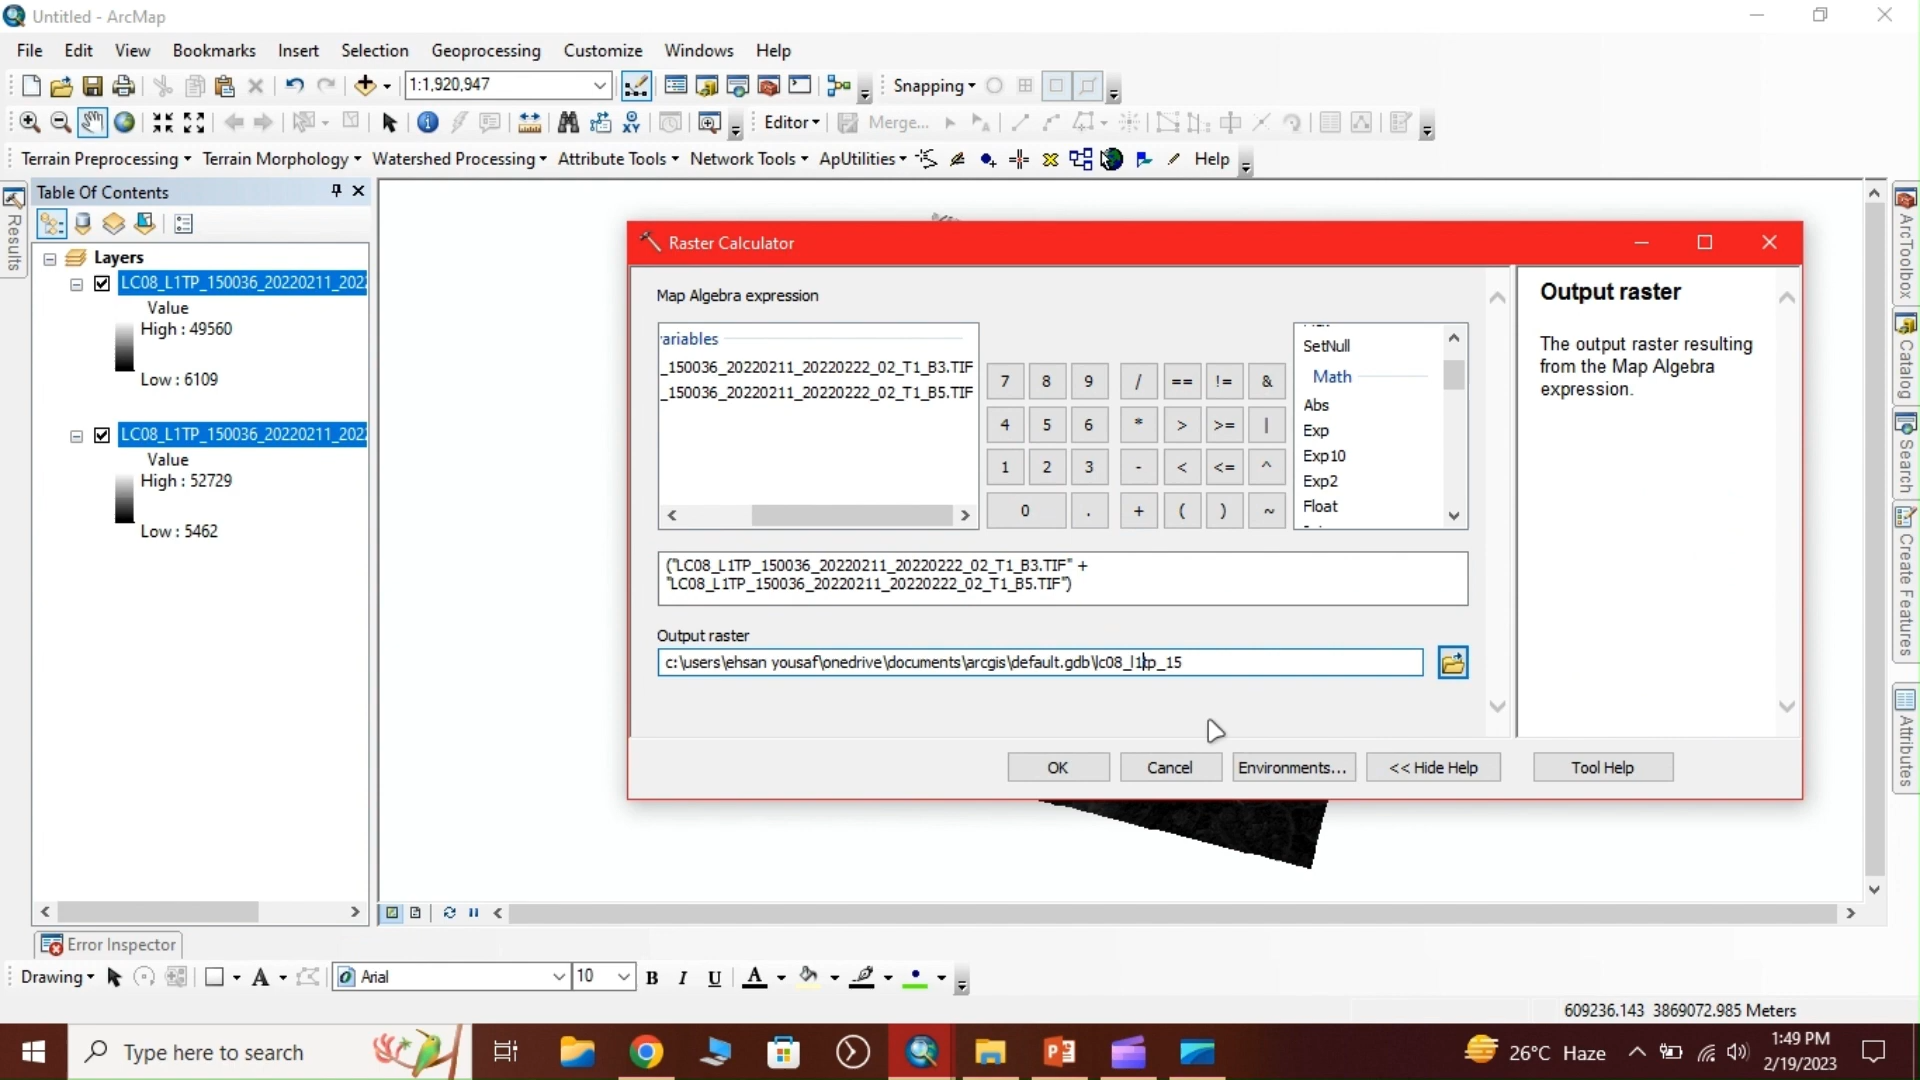 Untitled - ArcMap
File Edit View Bookmarks Insert Selection Geoprocessing Customize Windows Help
1:1,920,947 Snapping
Editor Merge...
Terrain Preprocessing Terrain Morphology Watershed Processing Attribute Tools Network Tools ApUtilities Help
Results
Table Of Contents
Layers
LC08_L1TP_150036_20220211_202
Value
High : 49560
Low : 6109
LC08_L1TP_150036_20220211_202
Value
High : 52729
Low : 5462
Raster Calculator
Map Algebra expression
ariables
_150036_20220211_20220222_02_T1_B3.TIF
_150036_20220211_20220222_02_T1_B5.TIF
7 8 9 / == != &
4 5 6 * > >= |
1 2 3 - < <= ^
0 . + ( ) ~
SetNull
Math
Abs
Exp
Exp10
Exp2
Float
("LC08_L1TP_150036_20220211_20220222_02_T1_B3.TIF" +
"LC08_L1TP_150036_20220211_20220222_02_T1_B5.TIF")
Output raster
c:\users\ehsan yousaf\onedrive\documents\arcgis\default.gdb\lc08_l1tp_15
OK Cancel Environments... << Hide Help Tool Help
Output raster
The output raster resulting
from the Map Algebra
expression.
ArcToolbox
Catalog
Search
Create Features
Attributes
Error Inspector
Drawing A Arial 10 B I U A
609236.143 3869072.985 Meters
Type here to search
26°C Haze
1:49 PM
2/19/2023